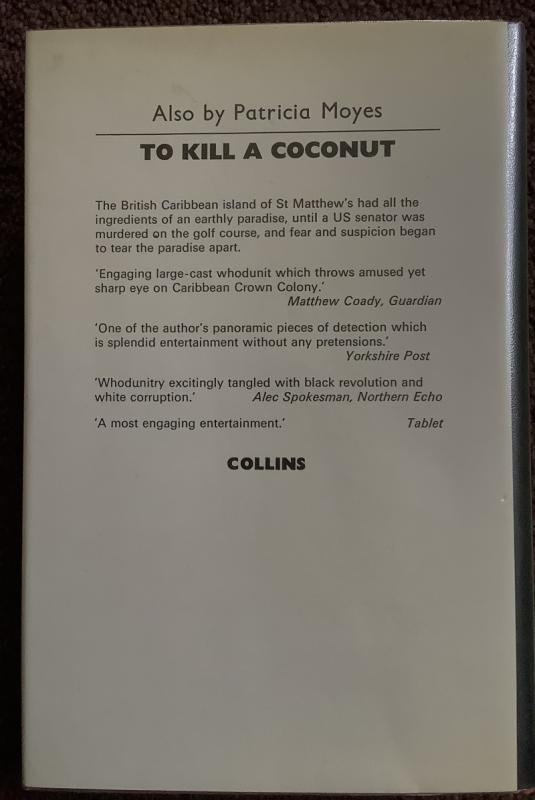 Also by Patricia Moyes
TO KILL A COCONUT
The British Caribbean island of St Matthew's had all the
ingredients of an earthly paradise, until a US senator was
murdered on the golf course, and fear and suspicion began
to tear the paradise apart.
'Engaging large-cast whodunit which throws amused yet
sharp eye on Caribbean Crown Colony.'
Matthew Coady, Guardian
'One of the author's panoramic pieces of detection which
is splendid entertainment without any pretensions.'
Yorkshire Post
'Whodunitry excitingly tangled with black revolution and
white corruption.' Alec Spokesman, Northern Echo
'A most engaging entertainment.' Tablet
COLLINS